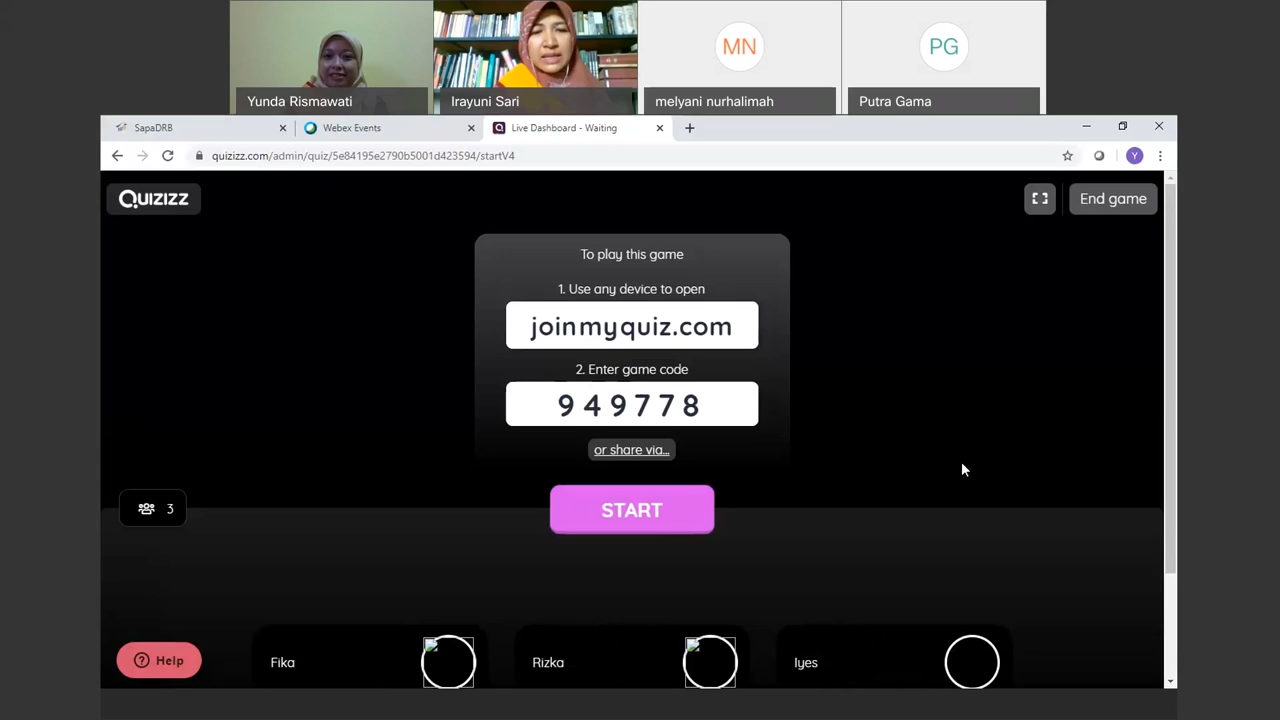 MN
PG
Yunda Rismawati
Irayuni Sari
melyani nurhalimah
Putra Gama
SapaDRB
Webex Events
Live Dashboard - Waiting
quizizz.com/admin/quiz/5e84195e2790b5001d423594/startV4
Y
QUIZIZZ
End game
To play this game
1. Use any device to open
joinmyquiz.com
2. Enter game code
949778
or share via...
3
START
Help
Fika
Rizka
Iyes